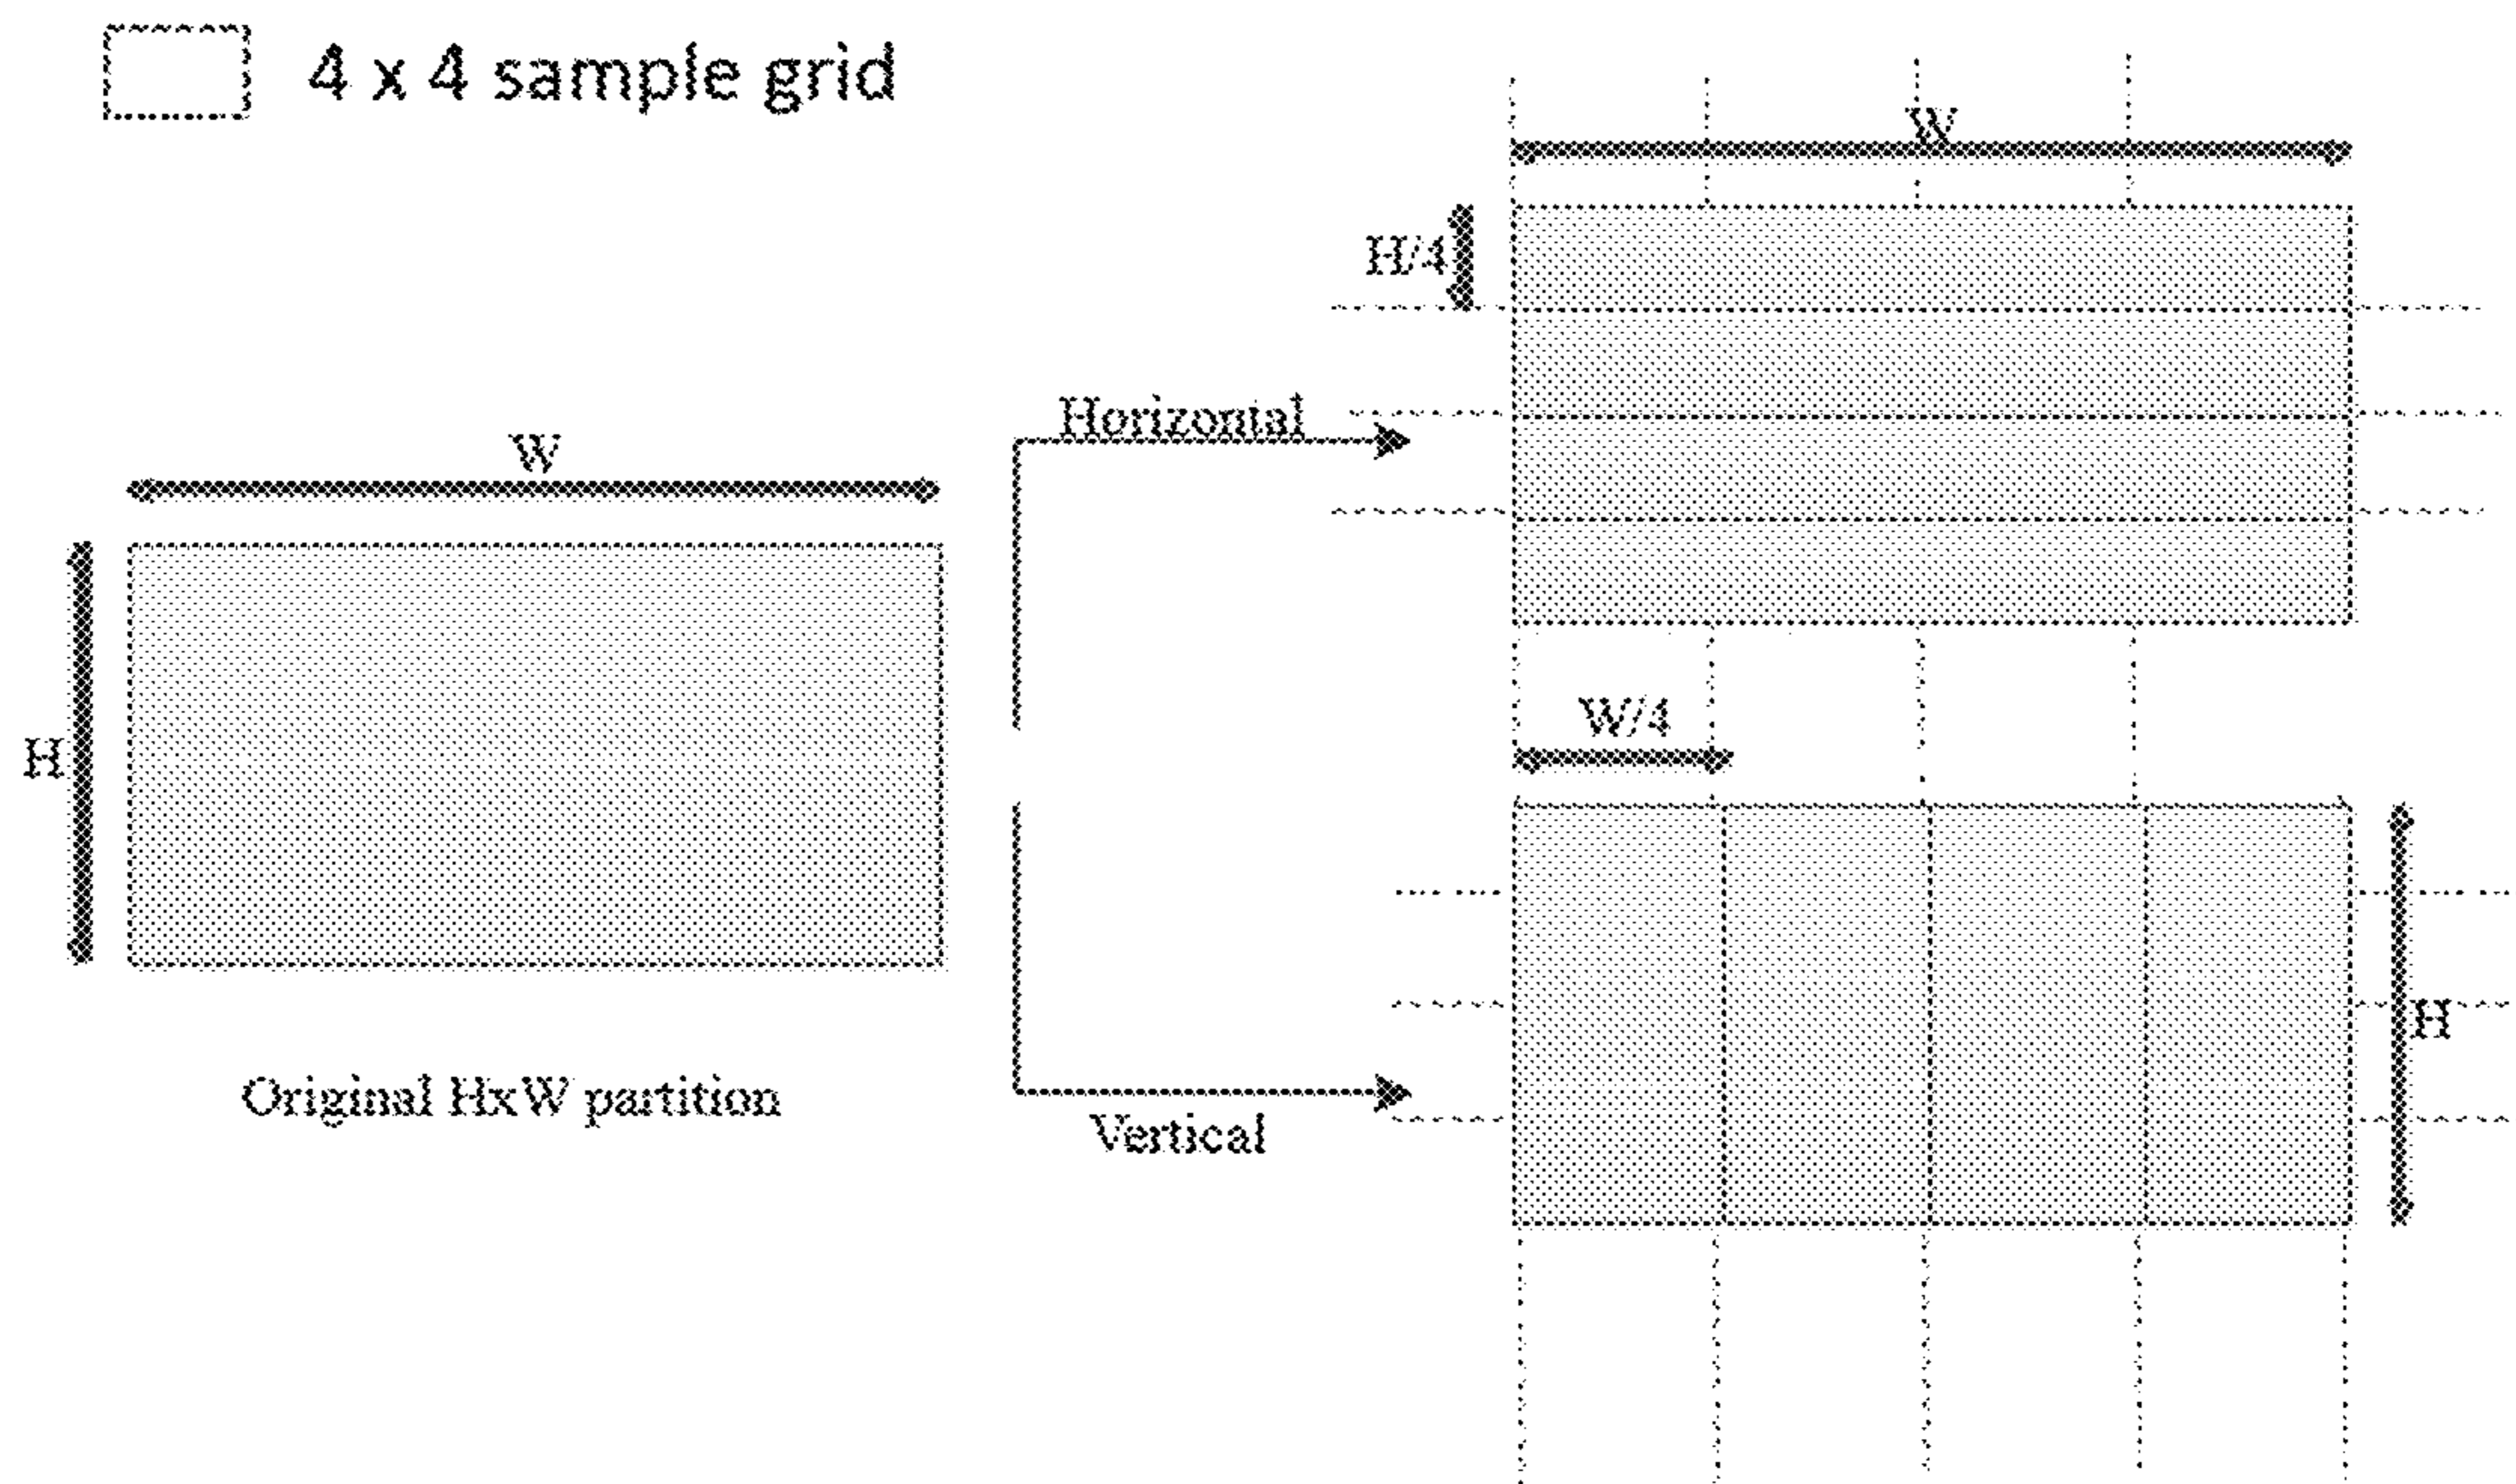 4 x 4 sample grid
W
H/4
Horizontal
W
H
W/4
H
Original HxW partition
Vertical